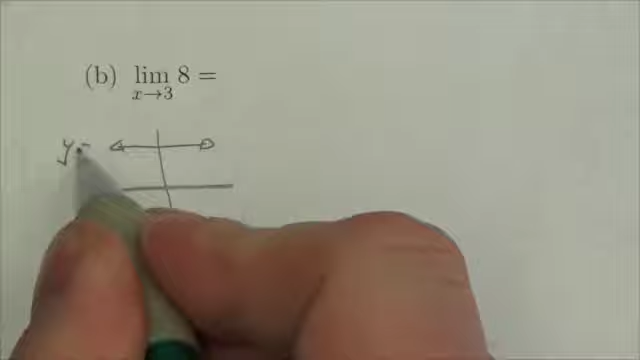 (b) lim 8 =
x→3
y=